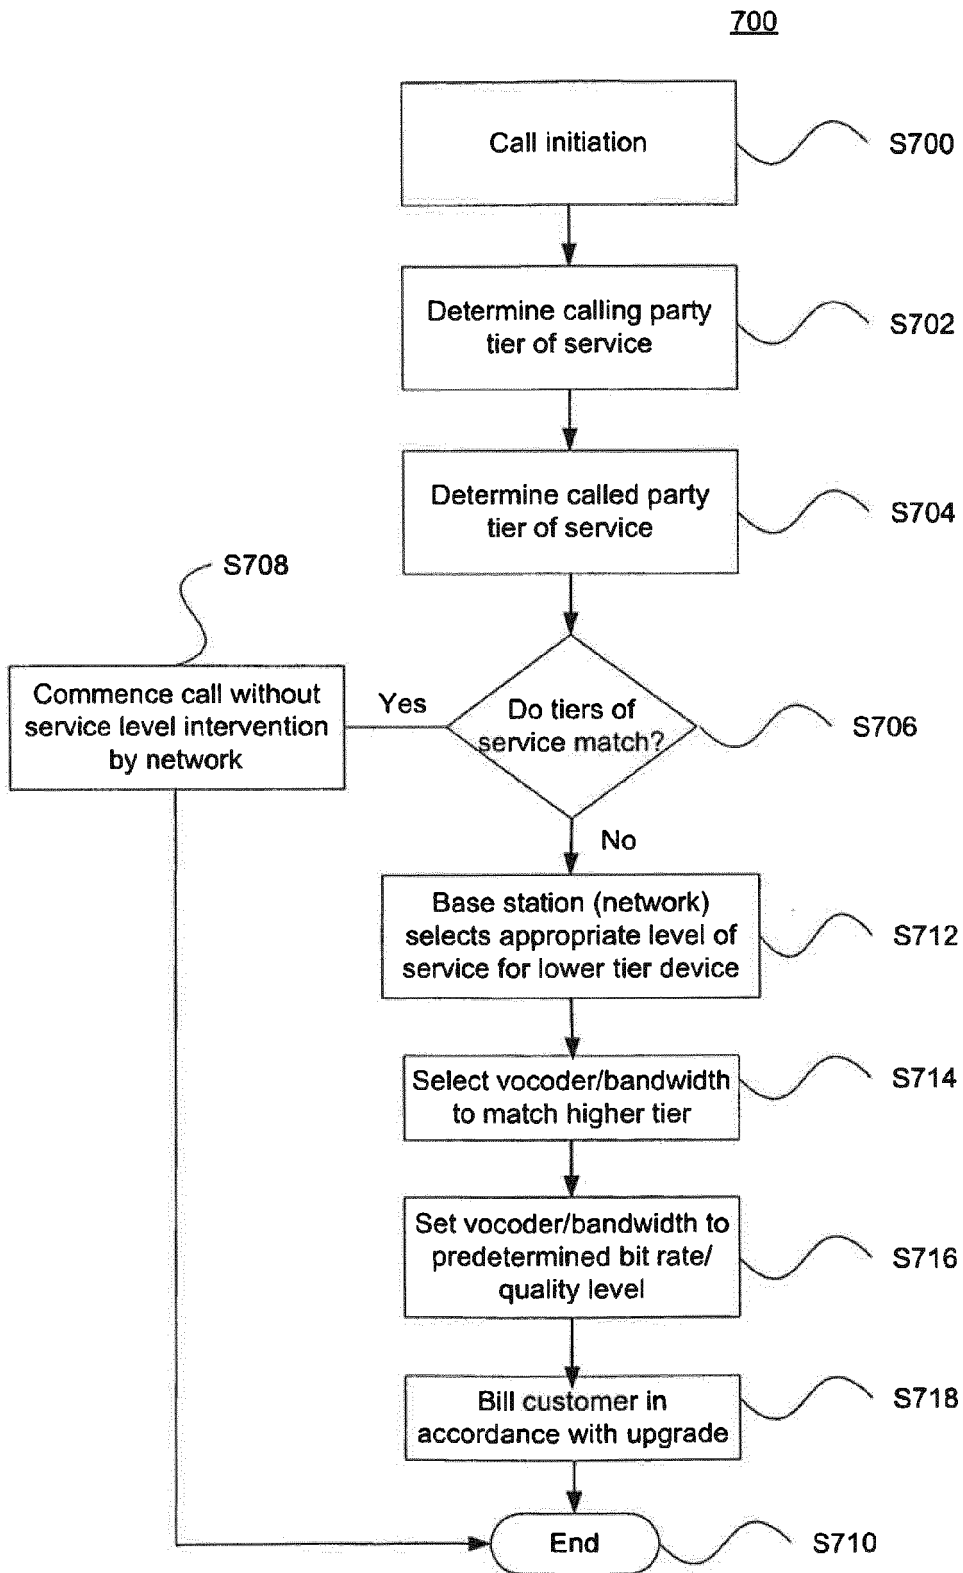 700
Call initiation
S700
Determine calling party
tier of service
S702
Determine called party
tier of service
S704
S708
Commence call without
service level intervention
by network
Yes
Do tiers of
service match?
S706
No
Base station (network)
selects appropriate level of
service for lower tier device
S712
Select vocoder/bandwidth
to match higher tier
S714
Set vocoder/bandwidth to
predetermined bit rate/
quality level
S716
Bill customer in
accordance with upgrade
S718
End
S710